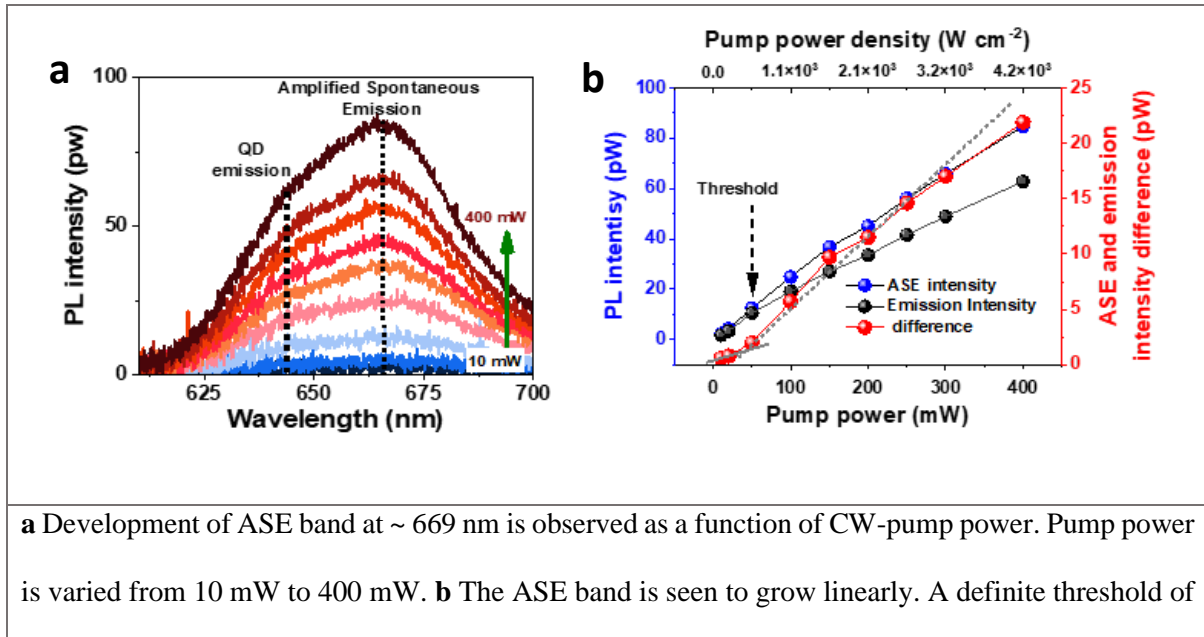 a
PL intensity (pw)
100
50
0
625
650
675
700
Wavelength (nm)
QD
emission
Amplified Spontaneous
Emission
400 mW
10 mW
b
Pump power density (W cm⁻²)
0.0
1.1×10³
2.1×10³
3.2×10³
4.2×10³
PL intentisy (pW)
100
80
60
40
20
0
Threshold
ASE intensity
Emission Intensity
difference
25
20
15
10
5
0
ASE and emission
intensity difference (pW)
0
100
200
300
400
Pump power (mW)
a Development of ASE band at ~ 669 nm is observed as a function of CW-pump power. Pump power
is varied from 10 mW to 400 mW. b The ASE band is seen to grow linearly. A definite threshold of